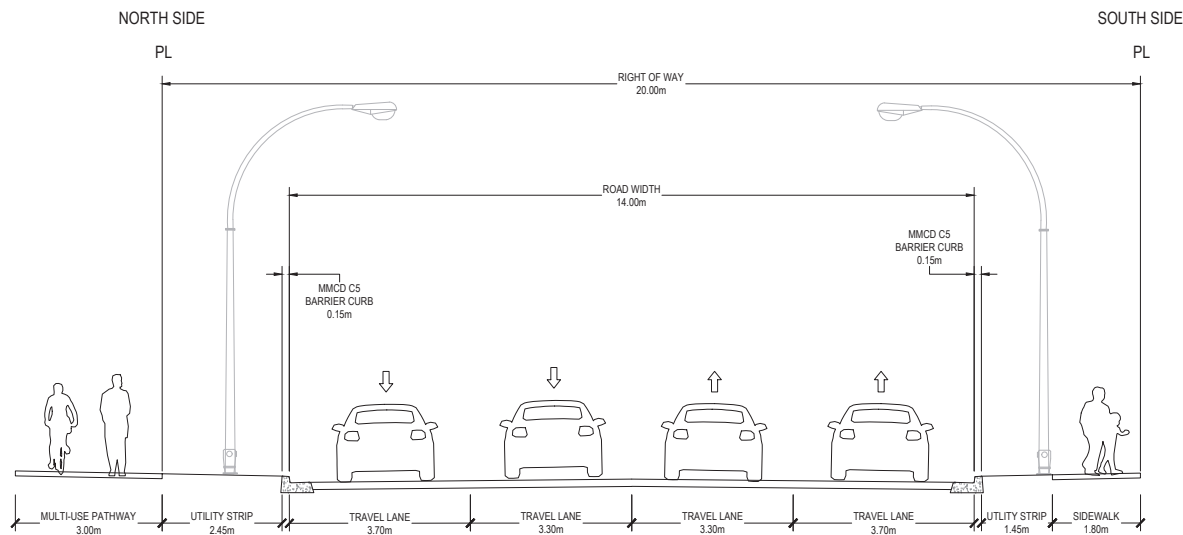 NORTH SIDE
SOUTH SIDE
PL
PL
RIGHT OF WAY
20.00m
ROAD WIDTH
14.00m
MMCD C5
BARRIER CURB
0.15m
MMCD C5
BARRIER CURB
0.15m
MULTI-USE PATHWAY
3.00m
UTILITY STRIP
2.45m
TRAVEL LANE
3.70m
TRAVEL LANE
3.30m
TRAVEL LANE
3.30m
TRAVEL LANE
3.70m
UTLITY STRIP
1.45m
SIDEWALK
1.80m